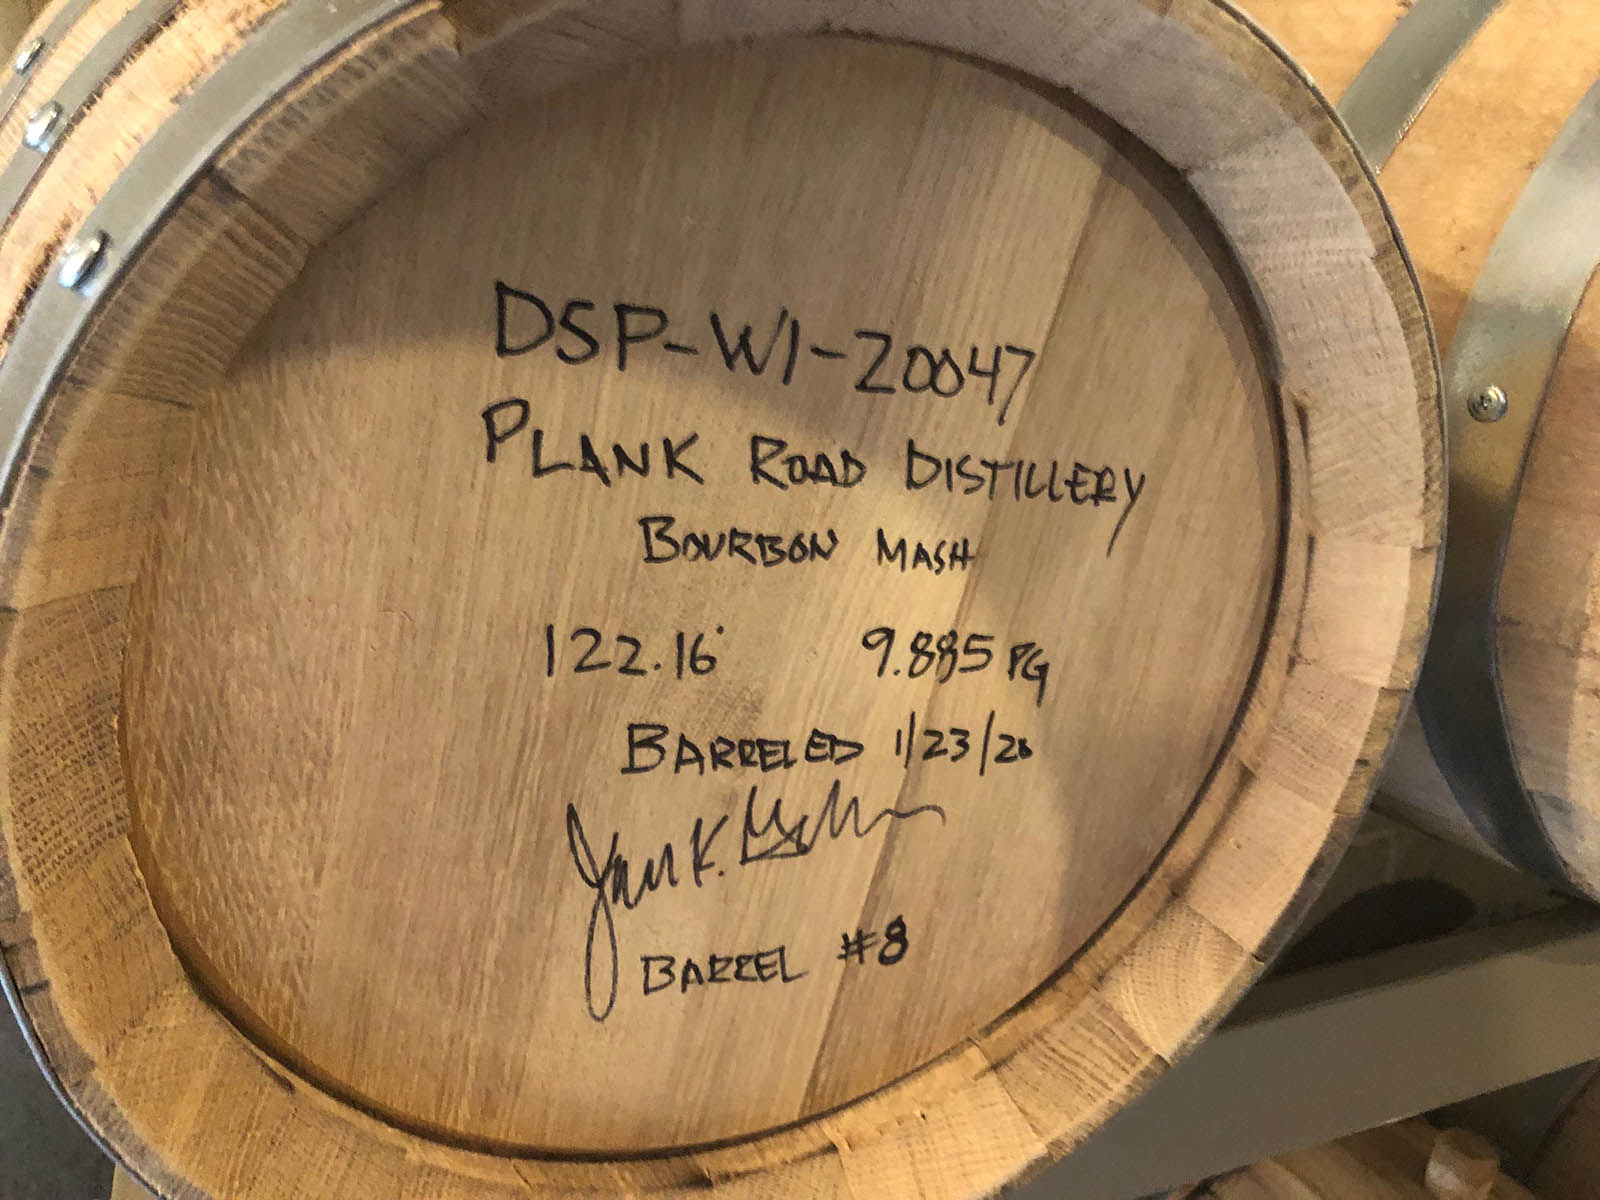 DSP-WI-20047
PLANK ROAD DISTILLERY
BOURBON MASH
122.16° 9.885 PG
BARRELED 1/23/20
K.
BARREL #8